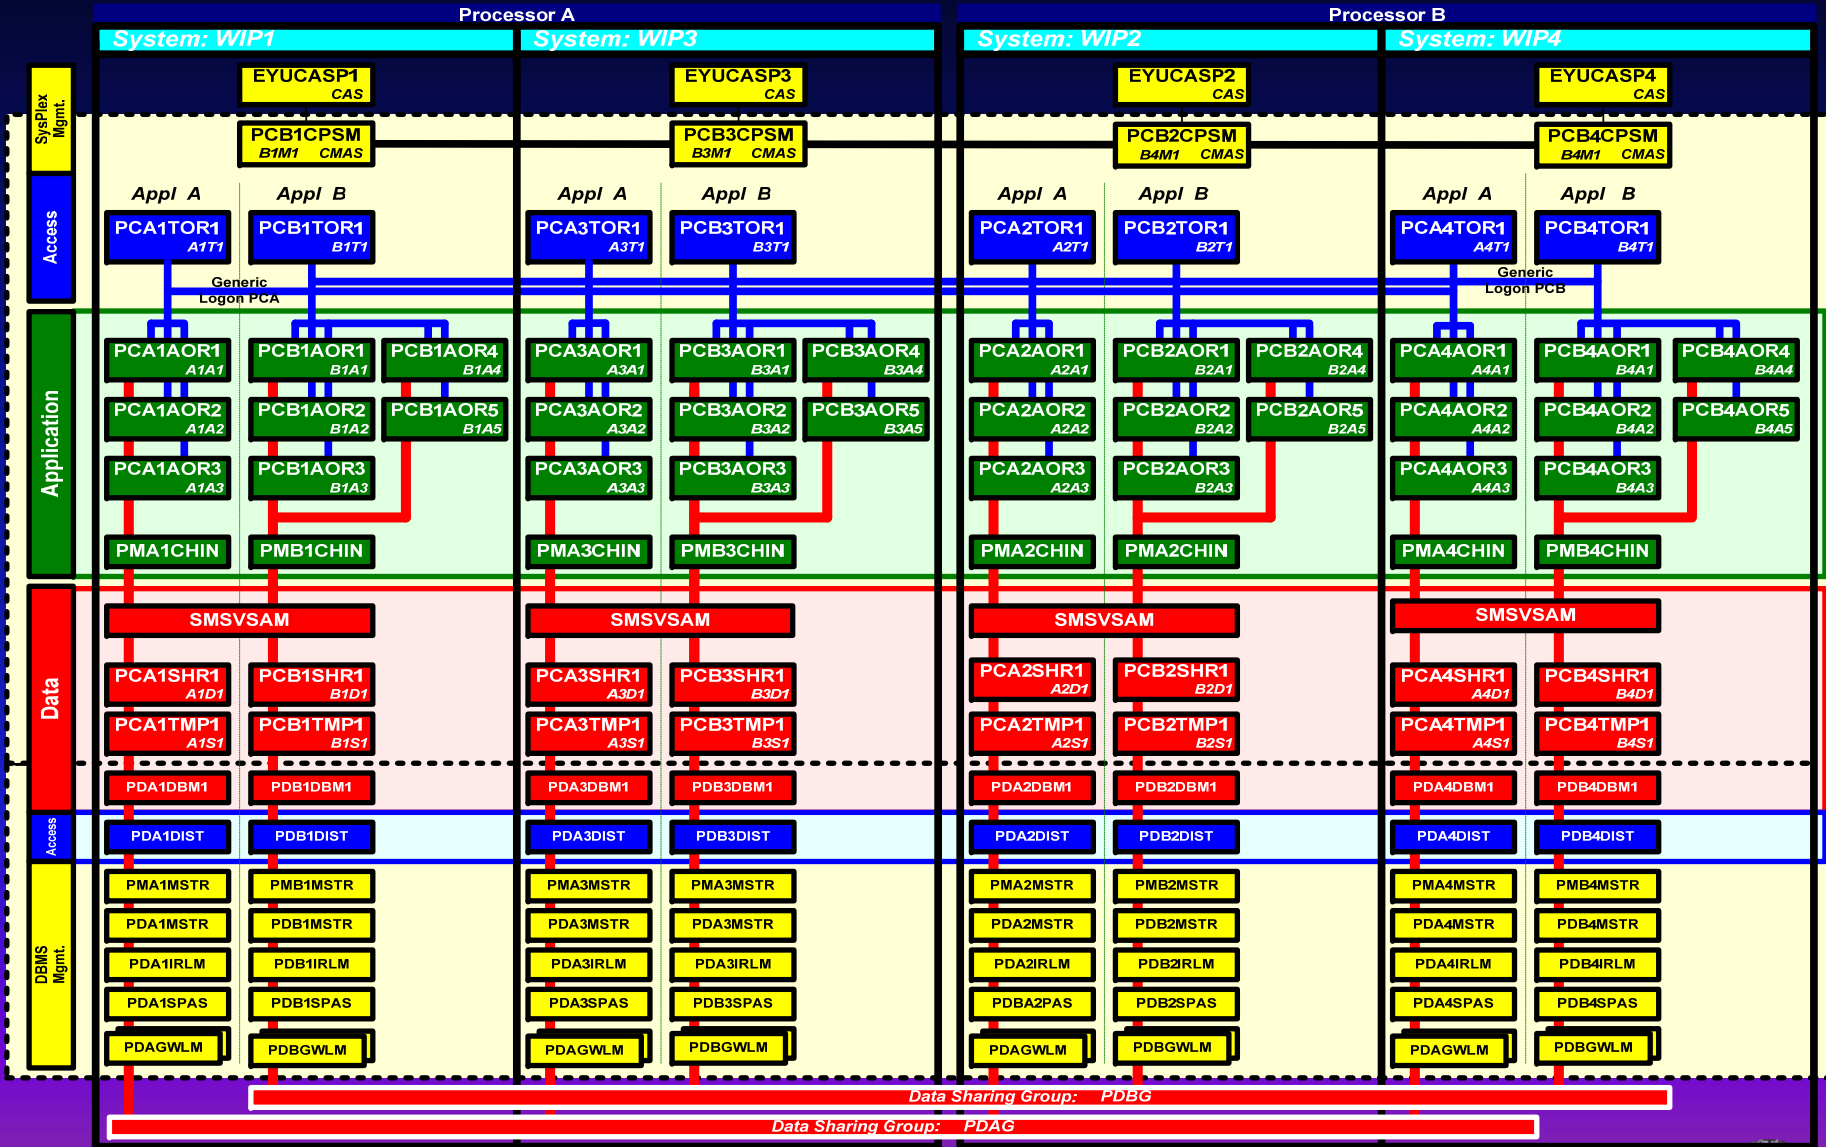 Processor A
Processor B
System: WIP1
System: WIP3
System: WIP2
System: WIP4
SysPlex
Mgmt.
EYUCASP1
CAS
EYUCASP3
CAS
EYUCASP2
CAS
EYUCASP4
CAS
PCB1CPSM
B1M1 CMAS
PCB3CPSM
B3M1 CMAS
PCB2CPSM
B4M1 CMAS
PCB4CPSM
B4M1 CMAS
Access
Appl A
Appl B
Appl A
Appl B
Appl A
Appl B
Appl A
Appl B
PCA1TOR1
A1T1
PCB1TOR1
B1T1
PCA3TOR1
A3T1
PCB3TOR1
B3T1
PCA2TOR1
A2T1
PCB2TOR1
B2T1
PCA4TOR1
A4T1
PCB4TOR1
B4T1
Generic
Logon PCA
Generic
Logon PCB
Application
PCA1AOR1
A1A1
PCB1AOR1
B1A1
PCB1AOR4
B1A4
PCA3AOR1
A3A1
PCB3AOR1
B3A1
PCB3AOR4
B3A4
PCA2AOR1
A2A1
PCB2AOR1
B2A1
PCB2AOR4
B2A4
PCA4AOR1
A4A1
PCB4AOR1
B4A1
PCB4AOR4
B4A4
PCA1AOR2
A1A2
PCB1AOR2
B1A2
PCB1AOR5
B1A5
PCA3AOR2
A3A2
PCB3AOR2
B3A2
PCB3AOR5
B3A5
PCA2AOR2
A2A2
PCB2AOR2
B2A2
PCB2AOR5
B2A5
PCA4AOR2
A4A2
PCB4AOR2
B4A2
PCB4AOR5
B4A5
PCA1AOR3
A1A3
PCB1AOR3
B1A3
PCA3AOR3
A3A3
PCB3AOR3
B3A3
PCA2AOR3
A2A3
PCB2AOR3
B2A3
PCA4AOR3
A4A3
PCB4AOR3
B4A3
PMA1CHIN
PMB1CHIN
PMA3CHIN
PMB3CHIN
PMA2CHIN
PMA2CHIN
PMA4CHIN
PMB4CHIN
Data
SMSVSAM
SMSVSAM
SMSVSAM
SMSVSAM
PCA1SHR1
A1D1
PCB1SHR1
B1D1
PCA3SHR1
A3D1
PCB3SHR1
B3D1
PCA2SHR1
A2D1
PCB2SHR1
B2D1
PCA4SHR1
A4D1
PCB4SHR1
B4D1
PCA1TMP1
A1S1
PCB1TMP1
B1S1
PCA3TMP1
A3S1
PCB3TMP1
B3S1
PCA2TMP1
A2S1
PCB2TMP1
B2S1
PCA4TMP1
A4S1
PCB4TMP1
B4S1
PDA1DBM1
PDB1DBM1
PDA3DBM1
PDB3DBM1
PDA2DBM1
PDB2DBM1
PDA4DBM1
PDB4DBM1
Access
PDA1DIST
PDB1DIST
PDA3DIST
PDB3DIST
PDA2DIST
PDB2DIST
PDA4DIST
PDB4DIST
DBMS
Mgmt.
PMA1MSTR
PMB1MSTR
PMA3MSTR
PMA3MSTR
PMA2MSTR
PMB2MSTR
PMA4MSTR
PMB4MSTR
PDA1MSTR
PDB1MSTR
PDA3MSTR
PDA3MSTR
PDA2MSTR
PDB2MSTR
PDA4MSTR
PDB4MSTR
PDA1IRLM
PDB1IRLM
PDA3IRLM
PDA3IRLM
PDA2IRLM
PDB2IRLM
PDA4IRLM
PDB4IRLM
PDA1SPAS
PDB1SPAS
PDA3SPAS
PDB3SPAS
PDBA2PAS
PDB2SPAS
PDA4SPAS
PDB4SPAS
PDAGWLM
PDBGWLM
PDAGWLM
PDBGWLM
PDAGWLM
PDBGWLM
PDAGWLM
PDBGWLM
Data Sharing Group: PDBG
Data Sharing Group: PDAG